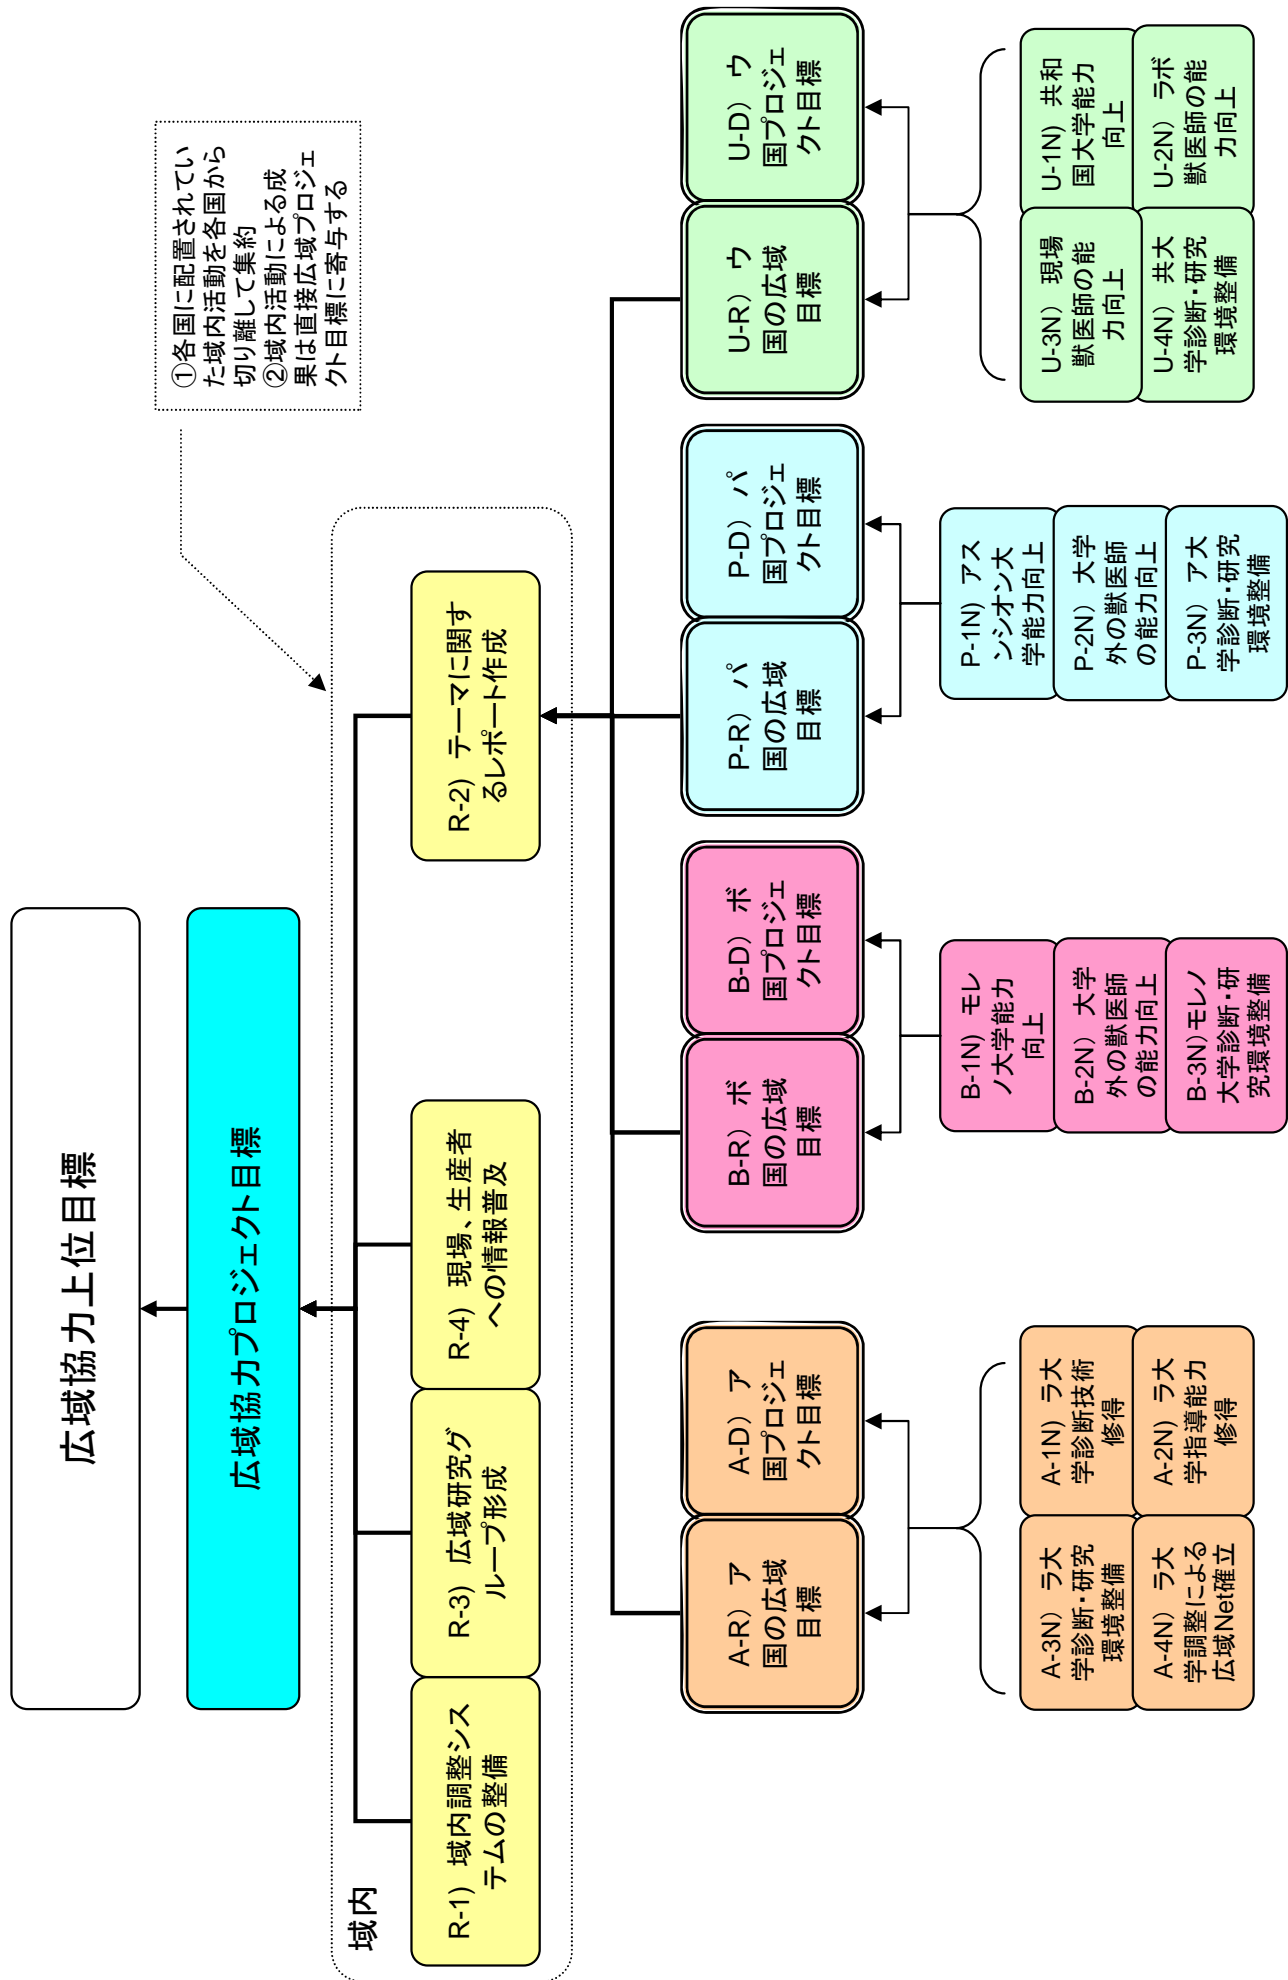 広域協力上位目標
広域協力プロジェクト目標
①各国に配置されてい
た域内活動を各国から
切り離して集約
②域内活動による成
果は直接広域プロジェ
クト目標に寄与する
域内
R-1) 域内調整シス
テムの整備
R-3) 広域研究グ
ループ形成
R-4) 現場、生産者
への情報普及
R-2) テーマに関す
るレポート作成
A-R) ア
国の広域
目標
A-D) ア
国プロジェ
クト目標
B-R) ボ
国の広域
目標
B-D) ボ
国プロジェ
クト目標
P-R) パ
国の広域
目標
P-D) パ
国プロジェ
クト目標
U-R) ウ
国の広域
目標
U-D) ウ
国プロジェ
クト目標
A-3N) ラ大
学診断・研究
環境整備
A-1N) ラ大
学診断技術
修得
A-4N) ラ大
学調整による
広域Net確立
A-2N) ラ大
学指導能力
修得
B-1N) モレ
ノ大学能力
向上
B-2N) 大学
外の獣医師
の能力向上
B-3N)モレノ
大学診断・研
究環境整備
P-1N) アス
ンシオン大
学能力向上
P-2N) 大学
外の獣医師
の能力向上
P-3N) ア大
学診断・研究
環境整備
U-3N) 現場
獣医師の能
力向上
U-1N) 共和
国大学能力
向上
U-4N) 共大
学診断・研究
環境整備
U-2N) ラボ
獣医師の能
力向上